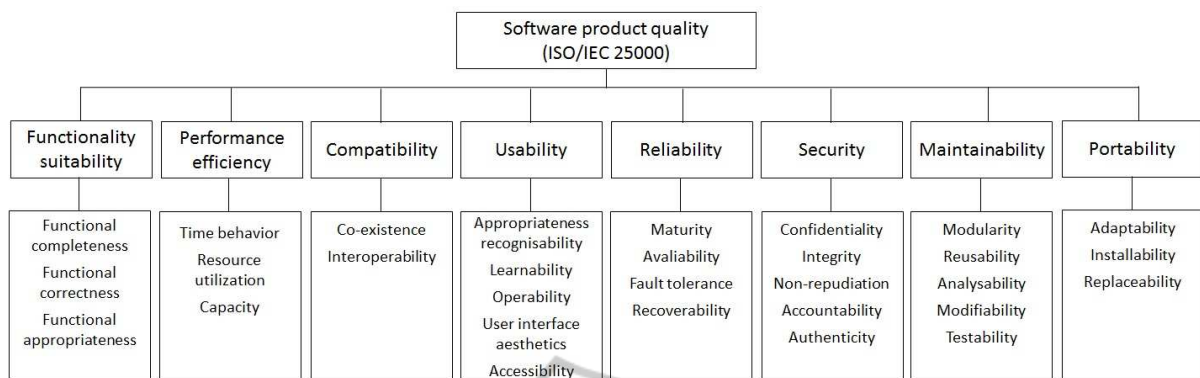 Software product quality
(ISO/IEC 25000)
Functionality
suitability
Performance
efficiency
Compatibility
Usability
Reliability
Security
Maintainability
Portability
Functional
completeness
Functional
correctness
Functional
appropriateness
Time behavior
Resource
utilization
Capacity
Co-existence
Interoperability
Appropriateness
recognisability
Learnability
Operability
User interface
aesthetics
Accessibility
Maturity
Avaliability
Fault tolerance
Recoverability
Confidentiality
Integrity
Non-repudiation
Accountability
Authenticity
Modularity
Reusability
Analysability
Modifiability
Testability
Adaptability
Installability
Replaceability